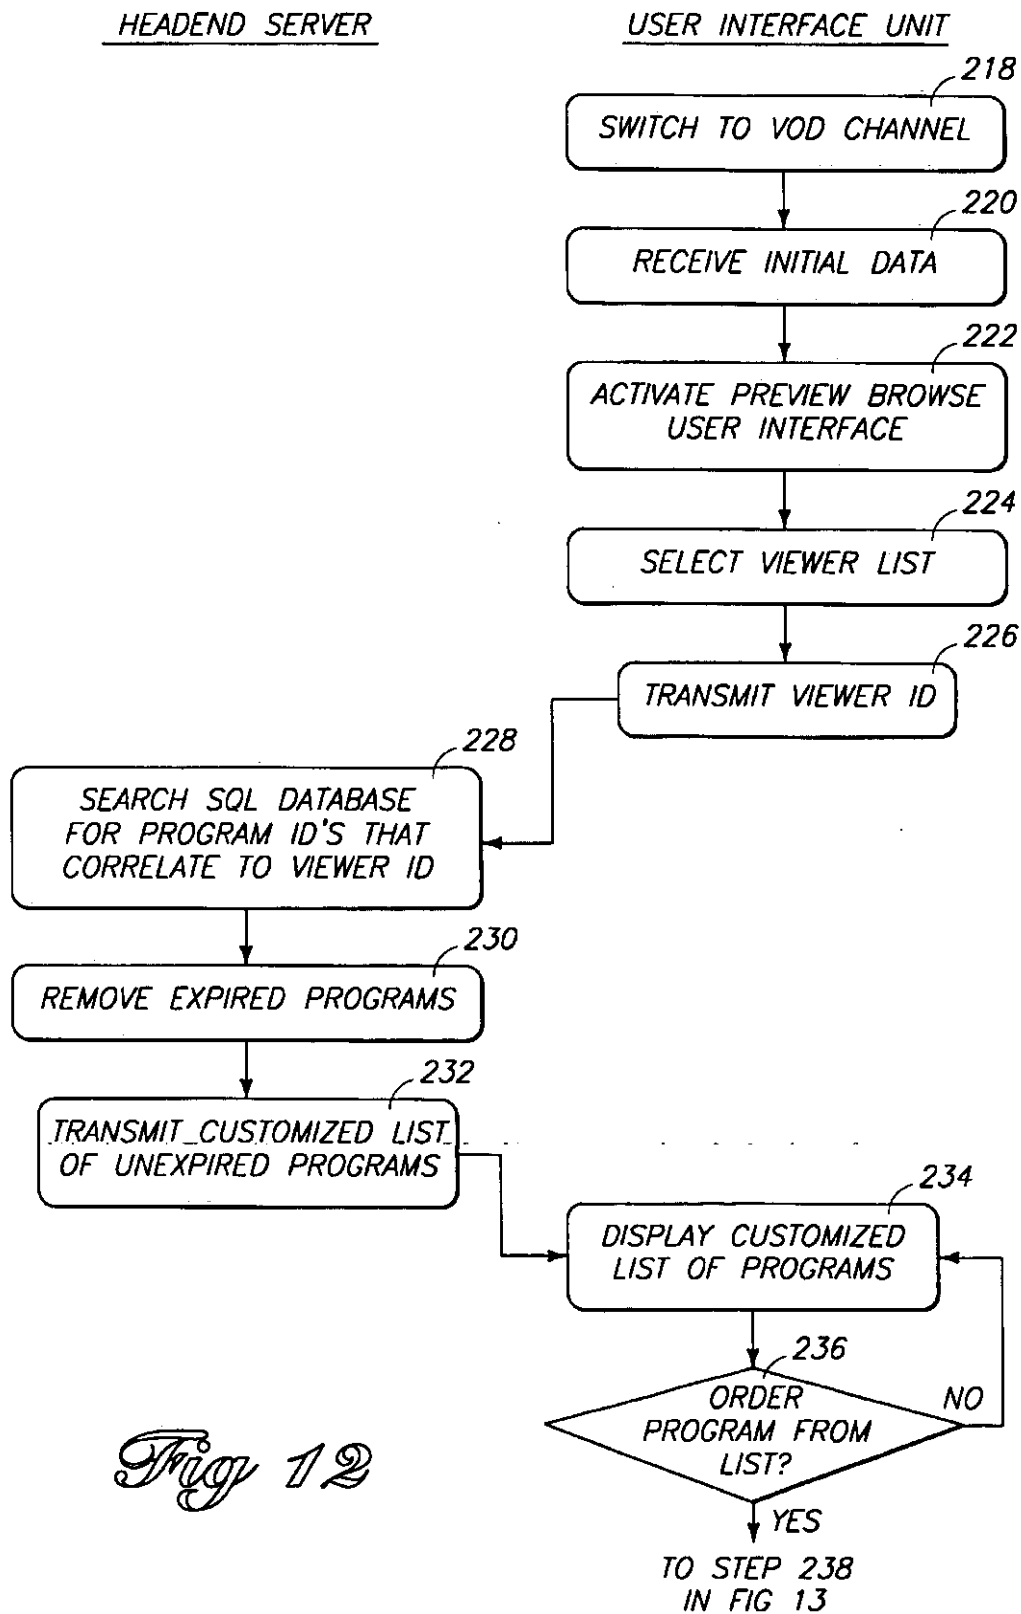 HEADEND SERVER
USER INTERFACE UNIT
218
SWITCH TO VOD CHANNEL
220
RECEIVE INITIAL DATA
222
ACTIVATE PREVIEW BROWSE
USER INTERFACE
224
SELECT VIEWER LIST
226
TRANSMIT VIEWER ID
228
SEARCH SQL DATABASE
FOR PROGRAM ID'S THAT
CORRELATE TO VIEWER ID
230
REMOVE EXPIRED PROGRAMS
232
TRANSMIT CUSTOMIZED LIST
OF UNEXPIRED PROGRAMS
234
DISPLAY CUSTOMIZED
LIST OF PROGRAMS
236
ORDER
PROGRAM FROM
LIST?
NO
YES
TO STEP 238
IN FIG 13
Fig 12